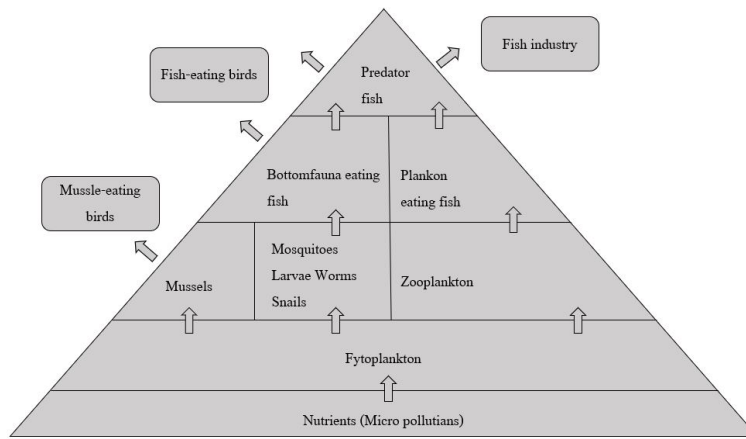 Fish industry
Fish-eating birds
Predator
fish
Bottomfauna eating
fish
Plankon
eating fish
Mussle-eating
birds
Mussels
Mosquitoes
Larvae Worms
Snails
Zooplankton
Fytoplankton
Nutrients (Micro pollutians)